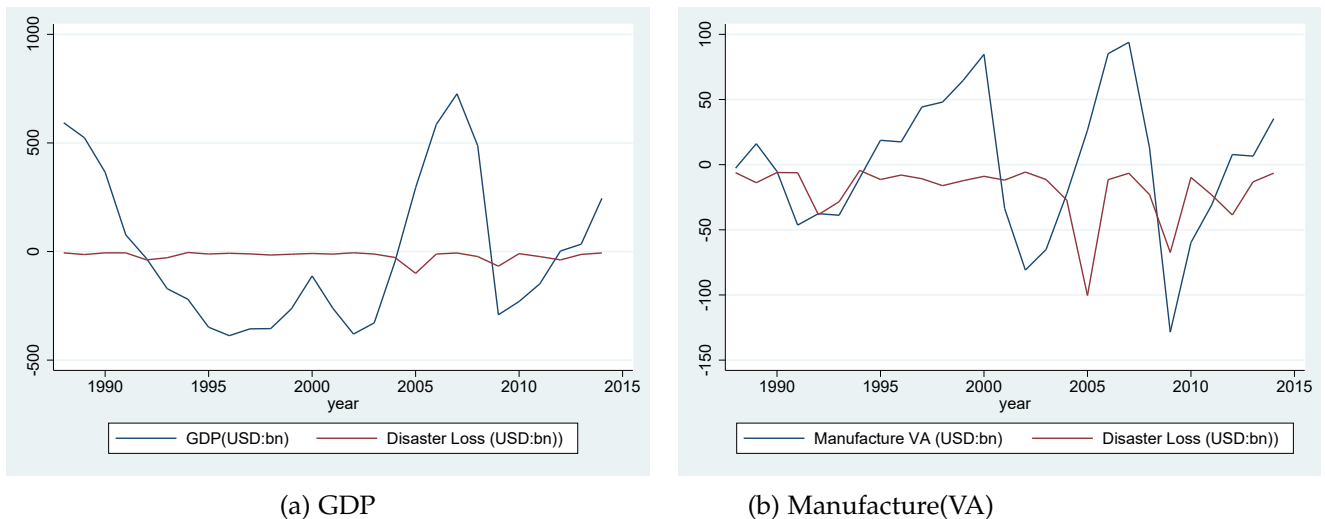 1000
500
0
-500
1990 1995 2000 2005 2010 2015
year
GDP(USD:bn) Disaster Loss (USD:bn))
(a) GDP
100
50
0
-50
-100
-150
1990 1995 2000 2005 2010 2015
year
Manufacture VA (USD:bn) Disaster Loss (USD:bn))
(b) Manufacture(VA)